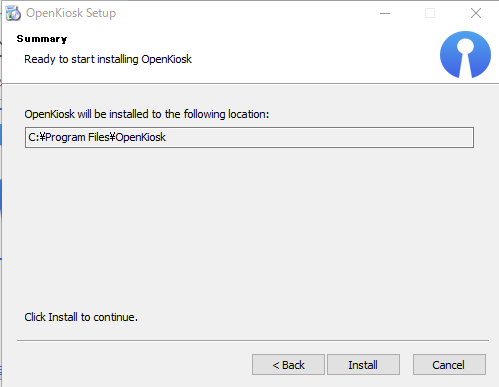 OpenKiosk Setup
Summary
Ready to start installing OpenKiosk
OpenKiosk will be installed to the following location:
C:¥Program Files¥OpenKiosk
Click Install to continue.
< Back
Install
Cancel